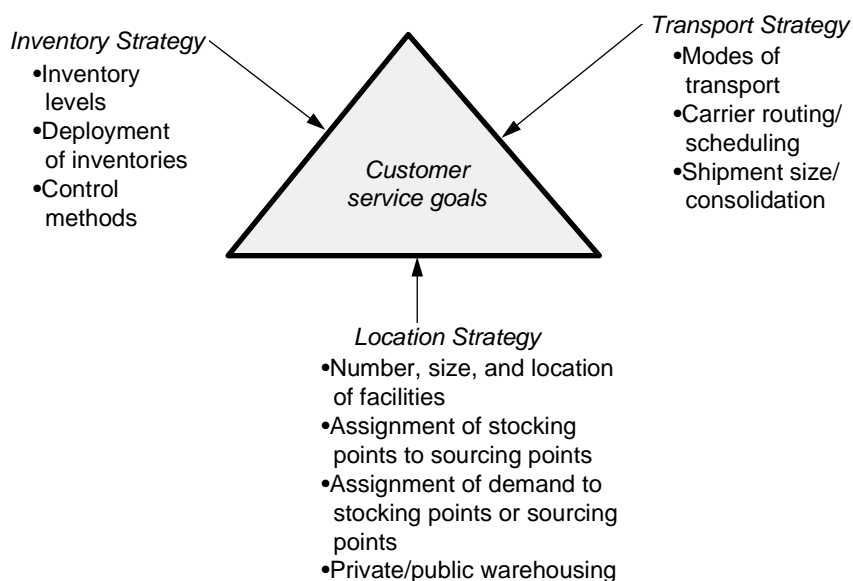 Inventory Strategy
•Inventory
levels
•Deployment
of inventories
•Control
methods
Transport Strategy
•Modes of
transport
•Carrier routing/
scheduling
•Shipment size/
consolidation
Customer
service goals
Location Strategy
•Number, size, and location
of facilities
•Assignment of stocking
points to sourcing points
•Assignment of demand to
stocking points or sourcing
points
•Private/public warehousing